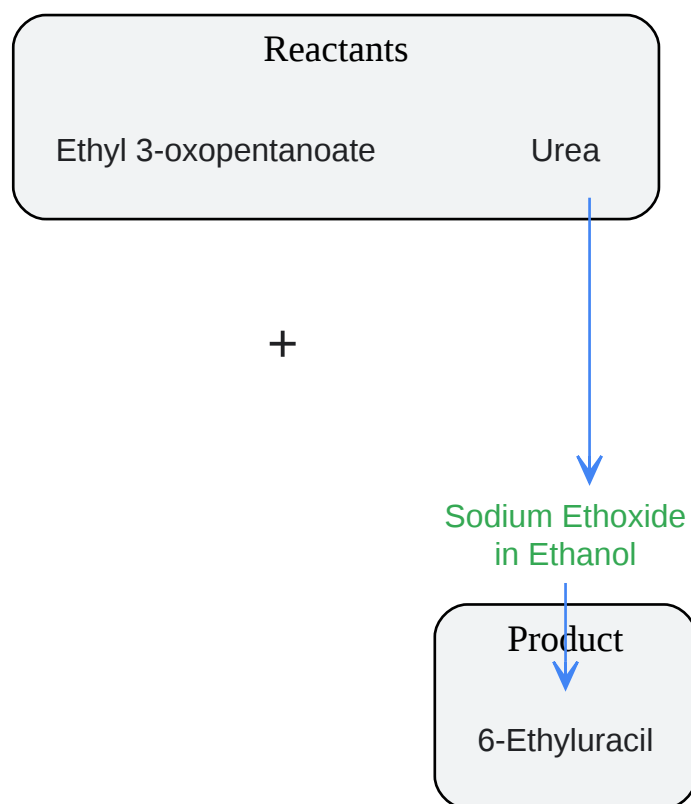 Reactants
Ethyl 3-oxopentanoate Urea
+
Sodium Ethoxide
in Ethanol
Product
6-Ethyluracil